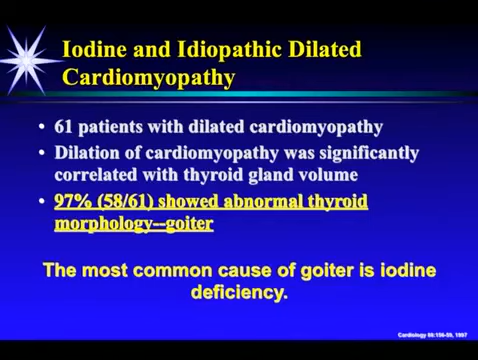 Iodine and Idiopathic Dilated
Cardiomyopathy
• 61 patients with dilated cardiomyopathy
• Dilation of cardiomyopathy was significantly
correlated with thyroid gland volume
• 97% (58/61) showed abnormal thyroid
morphology--goiter
The most common cause of goiter is iodine
deficiency.
Cardiology 88:156-59, 1997